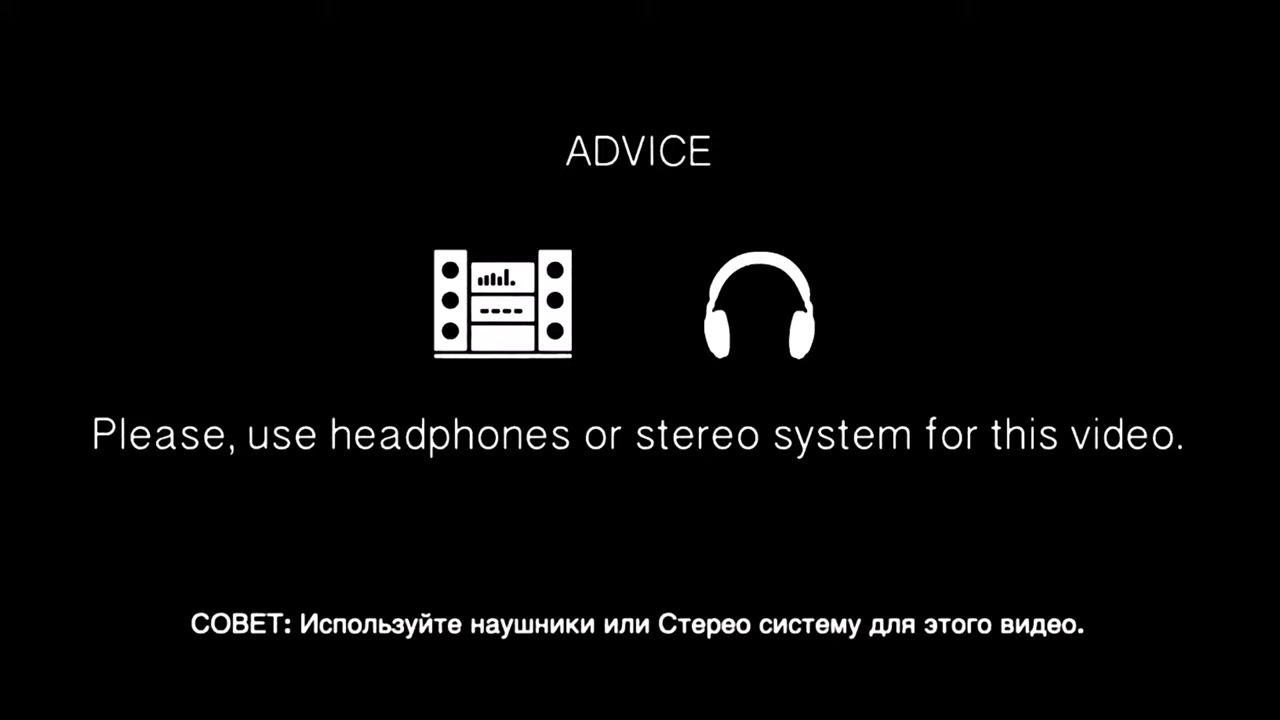 ADVICE
Please, use headphones or stereo system for this video.
СОВЕТ: Используйте наушники или Стерео систему для этого видео.